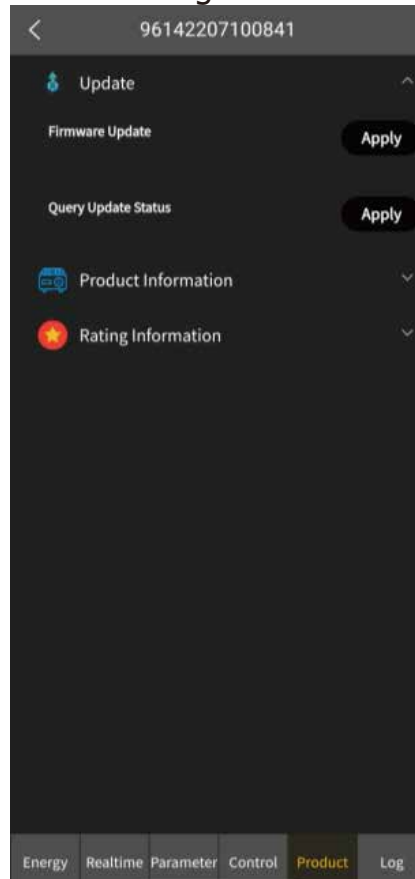 96142207100841
Update
Firmware Update
Apply
Query Update Status
Apply
Product Information
Rating Information
Energy Realtime Parameter Control Product Log